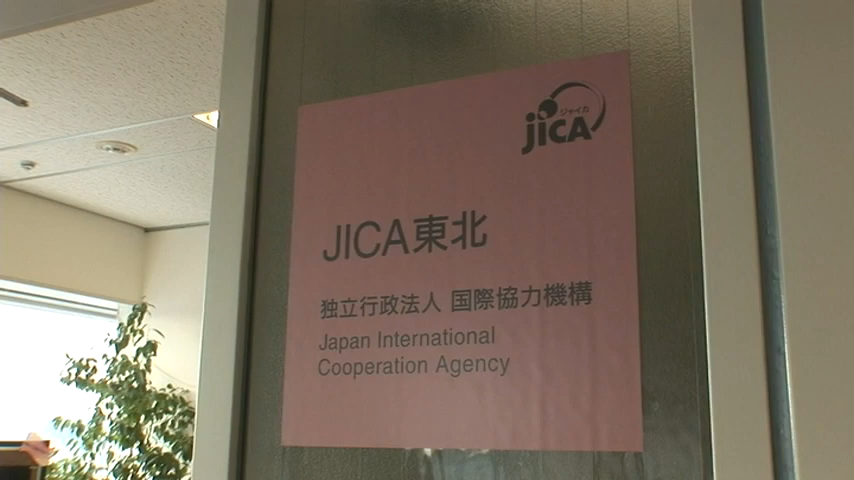 ジャイカ
jICA
JICA東北
独立行政法人 国際協力機構
Japan International
Cooperation Agency